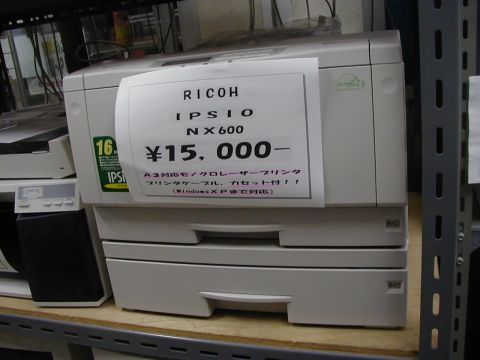 RICOH
IPSIO
NX600
¥15,000―
A3対応モノクロレーザープリンタ
プリンタケーブル、カセット付!!
(WindowsXPまで対応)
16
IPSiO